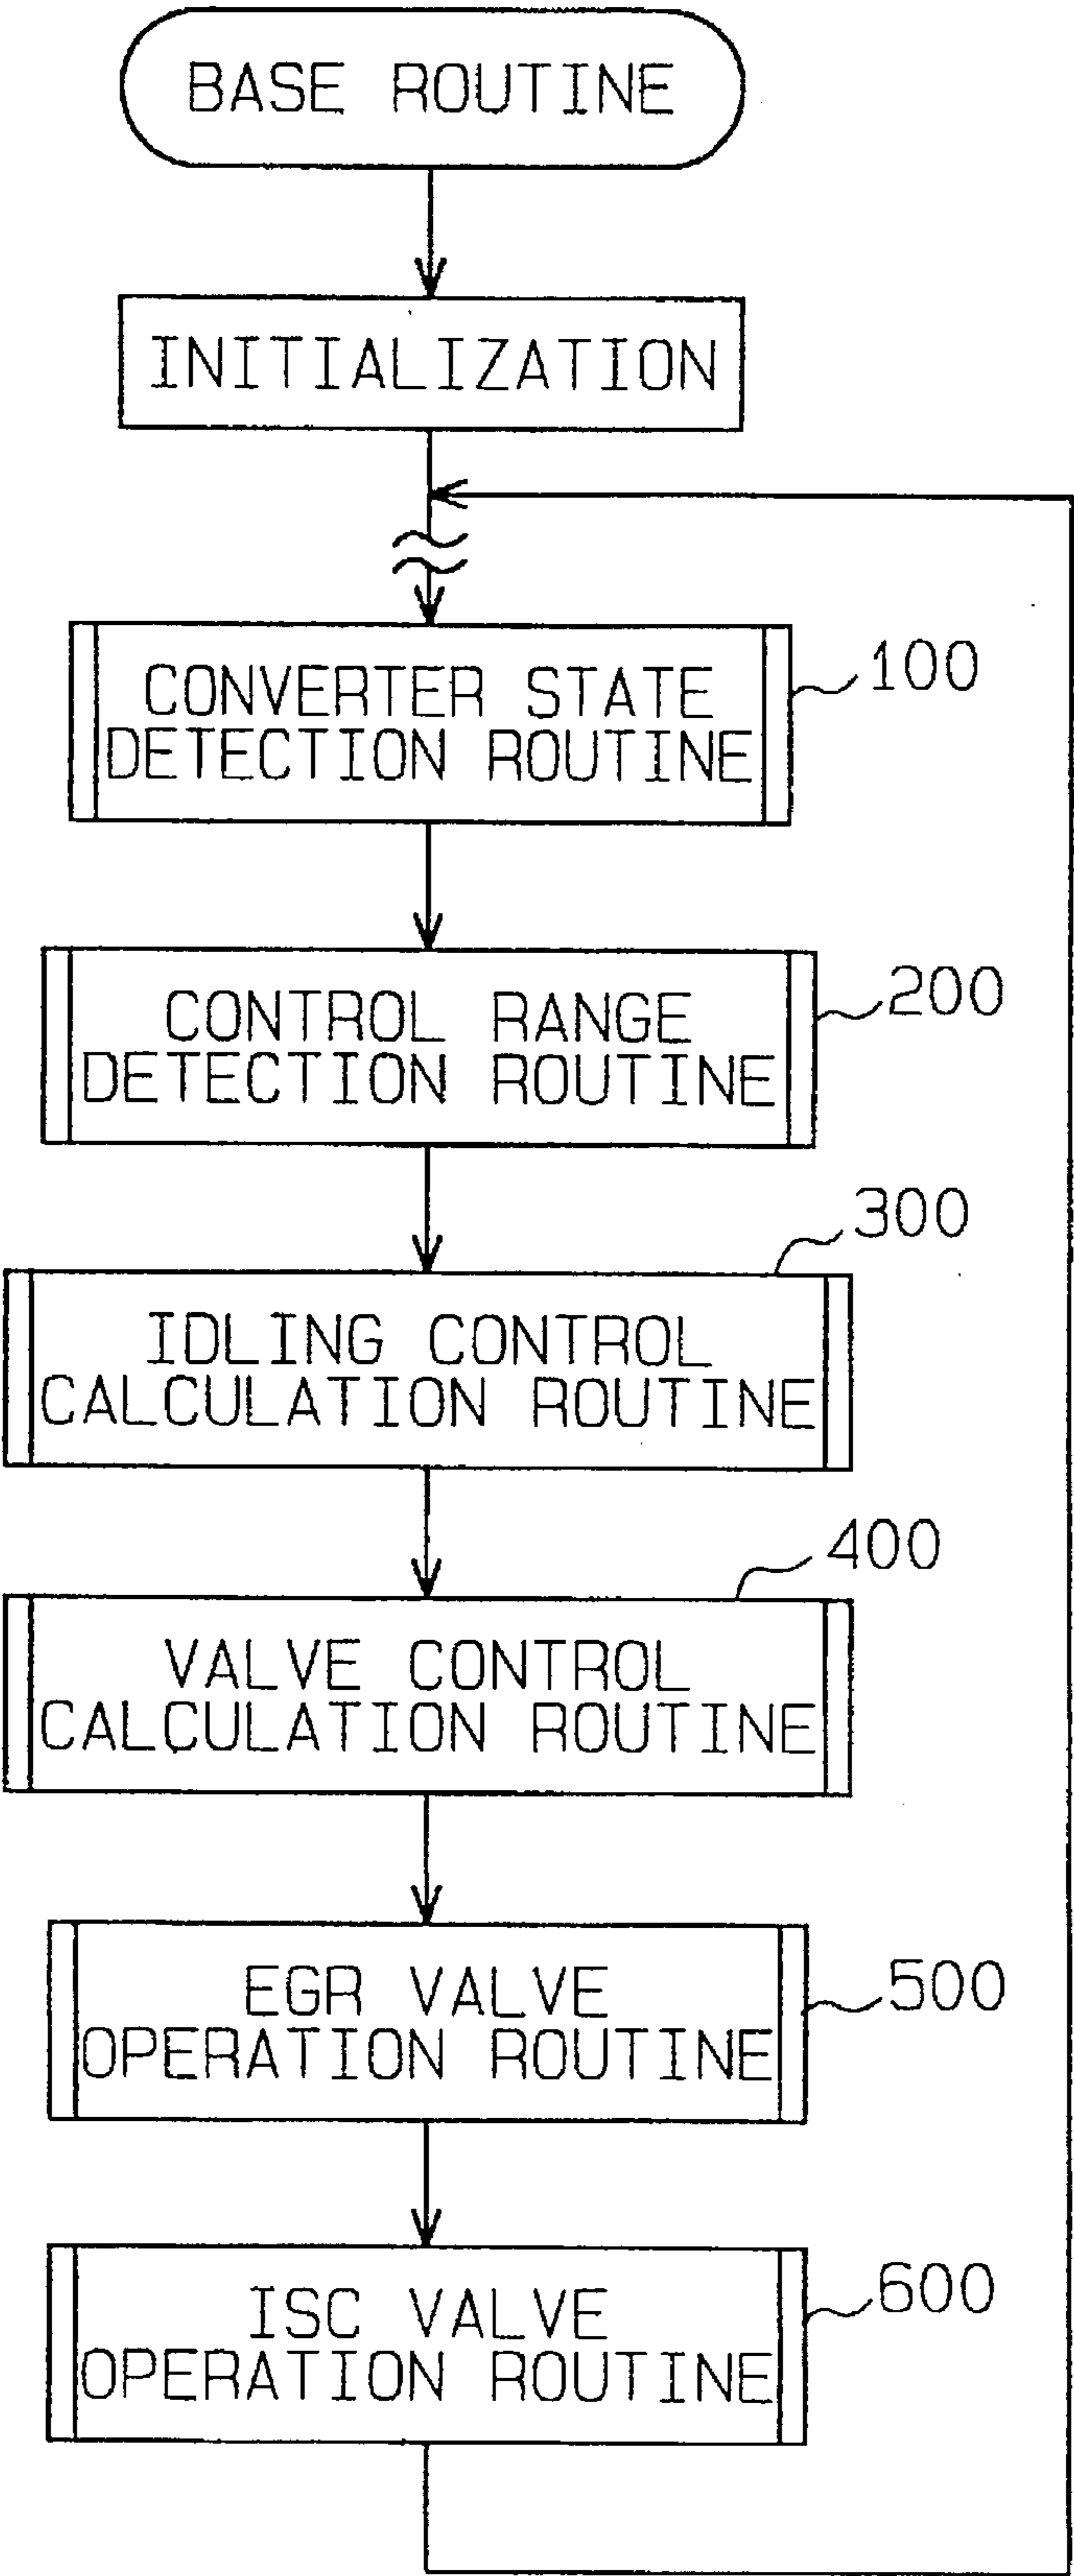 BASE ROUTINE
INITIALIZATION
CONVERTER STATE
DETECTION ROUTINE
100
CONTROL RANGE
DETECTION ROUTINE
200
300
IDLING CONTROL
CALCULATION ROUTINE
400
VALVE CONTROL
CALCULATION ROUTINE
EGR VALVE
OPERATION ROUTINE
500
ISC VALVE
OPERATION ROUTINE
600